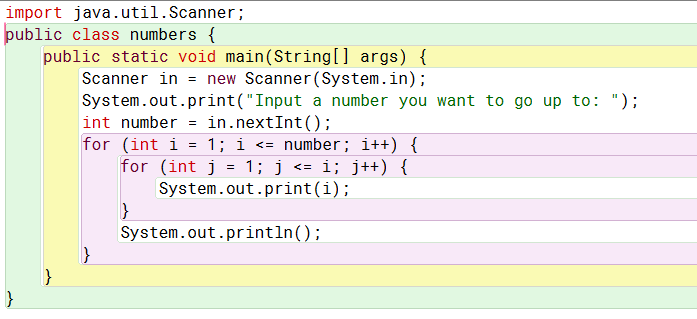 import java.util.Scanner;
public class numbers {
    public static void main(String[] args) {
        Scanner in = new Scanner(System.in);
        System.out.print("Input a number you want to go up to: ");
        int number = in.nextInt();
        for (int i = 1; i <= number; i++) {
            for (int j = 1; j <= i; j++) {
                System.out.print(i);
            }
            System.out.println();
        }
    }
}